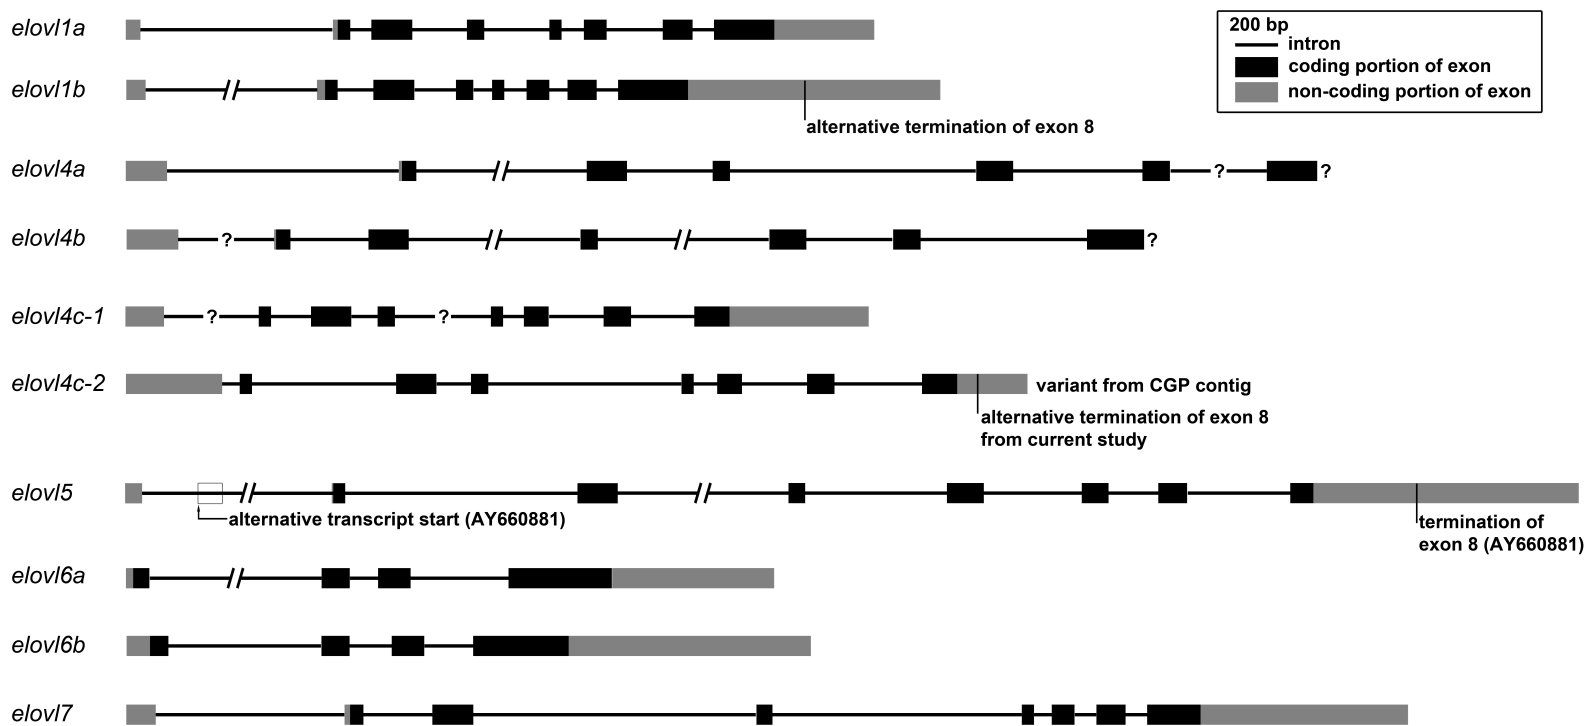 elovl1a
200 bp
intron
coding portion of exon
non-coding portion of exon
elovl1b
alternative termination of exon 8
elovl4a
?
?
elovl4b
?
?
elovl4c-1
?
?
elovl4c-2
variant from CGP contig
alternative termination of exon 8
from current study
elovl5
alternative transcript start (AY660881)
termination of
exon 8 (AY660881)
elovl6a
elovl6b
elovl7